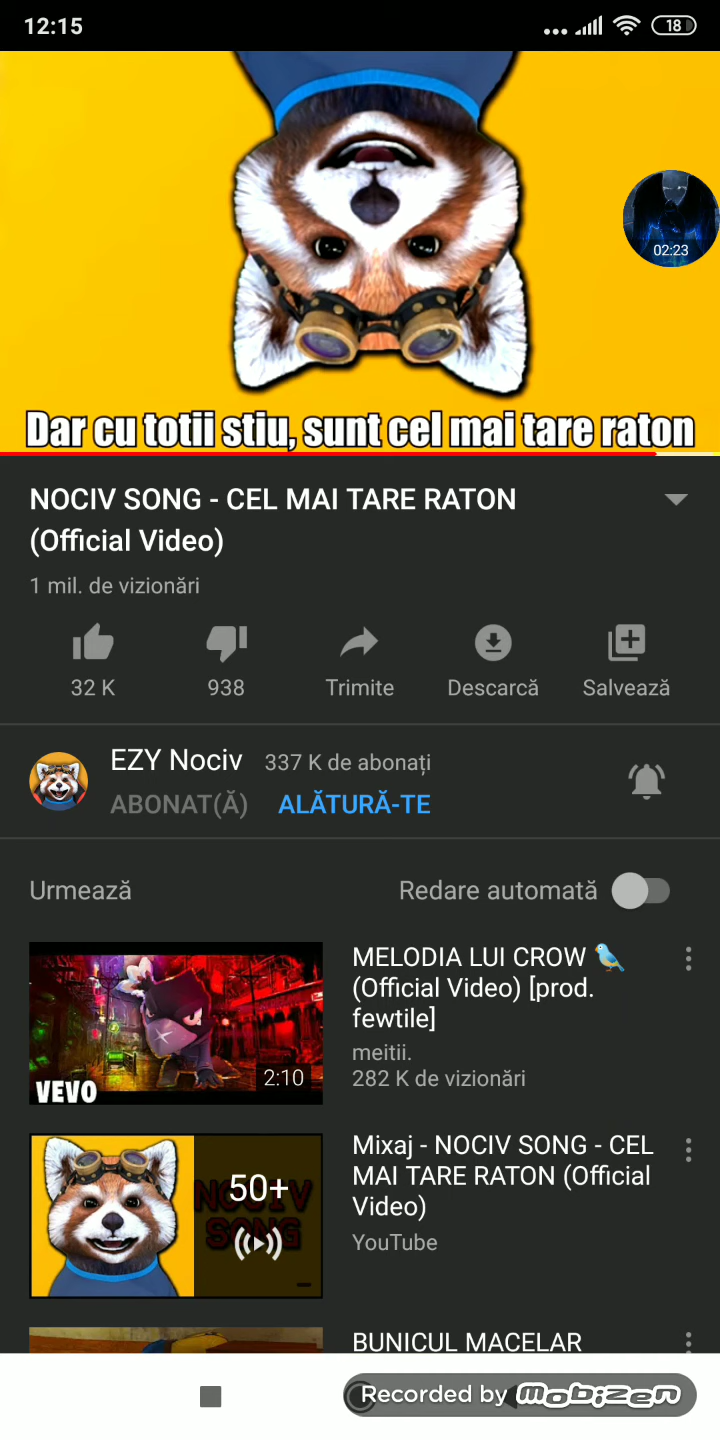 12:15
18
02:23
Dar cu totii stiu, sunt cel mai tare raton
NOCIV SONG - CEL MAI TARE RATON
(Official Video)
1 mil. de vizionări
32 K
938
Trimite
Descarcă
Salvează
EZY Nociv 337 K de abonați
ABONAT(Ă) ALĂTURĂ-TE
Urmează
Redare automată
MELODIA LUI CROW 🐦
(Official Video) [prod.
fewtile]
meitii.
282 K de vizionări
VEVO
2:10
Mixaj - NOCIV SONG - CEL
MAI TARE RATON (Official
Video)
YouTube
50+
NOCIV
SONG
BUNICUL MACELAR
Recorded by Mobizen